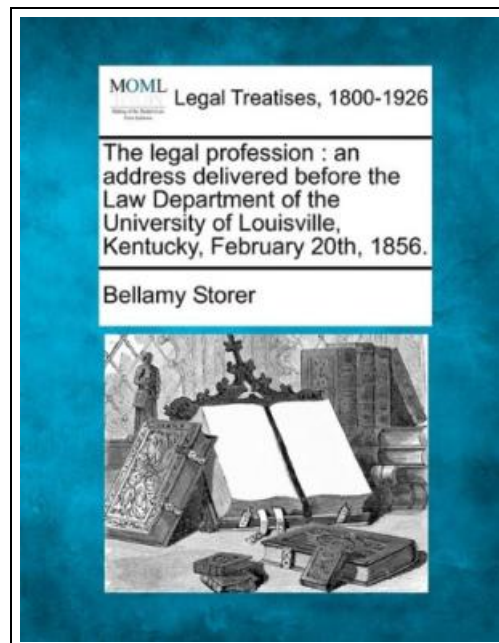 MOML
Legal Treatises, 1800-1926
The legal profession : an
address delivered before the
Law Department of the
University of Louisville,
Kentucky, February 20th, 1856.
Bellamy Storer